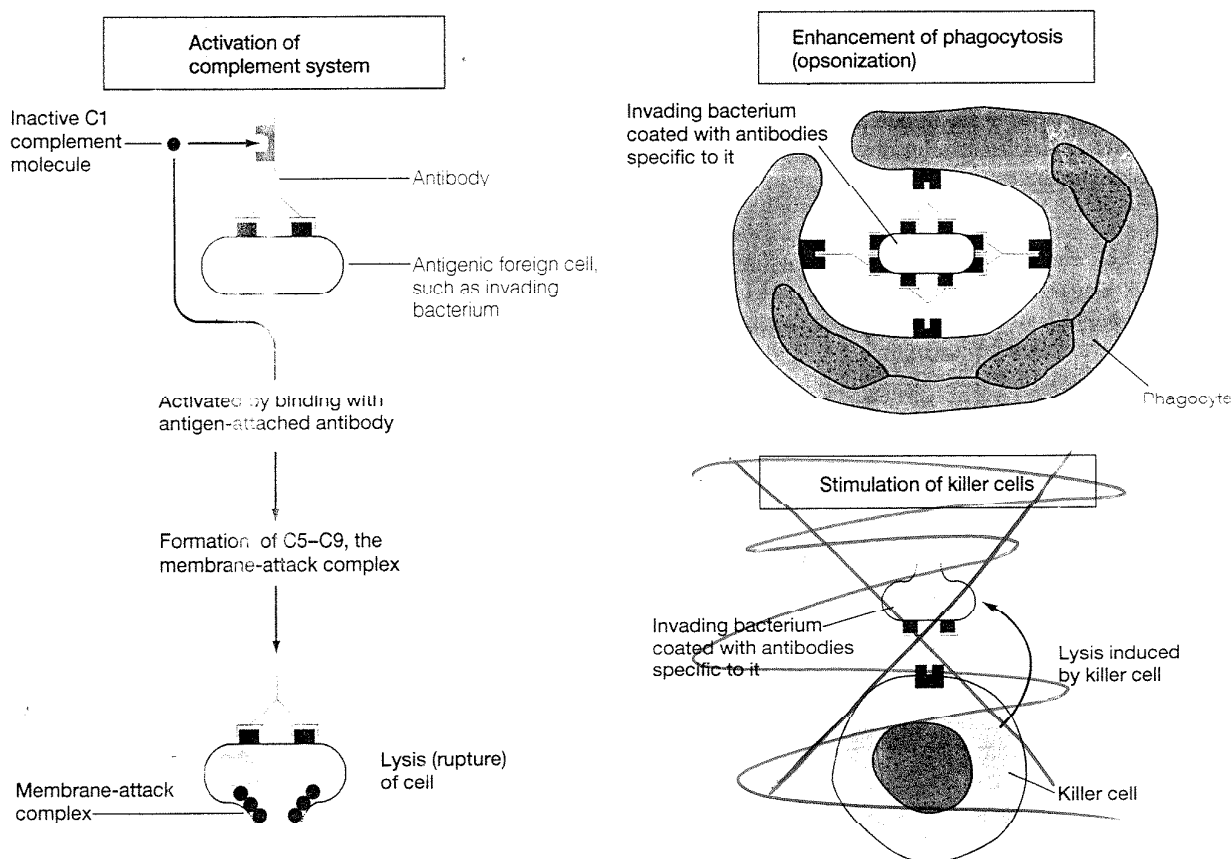 Activation of
complement system
Inactive C1
complement
molecule
Antibody
Antigenic foreign cell,
such as invading
bacterium
Activated by binding with
antigen-attached antibody
Formation of C5–C9, the
membrane-attack complex
Lysis (rupture)
of cell
Membrane-attack
complex
Enhancement of phagocytosis
(opsonization)
Invading bacterium
coated with antibodies
specific to it
Phagocyte
Stimulation of killer cells
Invading bacterium
coated with antibodies
specific to it
Lysis induced
by killer cell
Killer cell